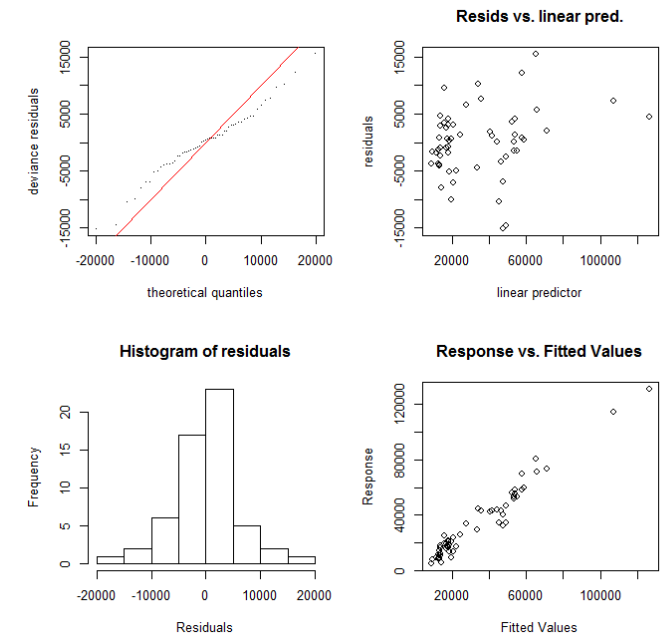 15000
5000
-5000
-15000
deviance residuals
-20000 -10000 0 10000 20000
theoretical quantiles
Resids vs. linear pred.
15000
5000
-5000
-15000
residuals
20000 60000 100000
linear predictor
Histogram of residuals
20
15
10
5
0
Frequency
-20000 -10000 0 10000 20000
Residuals
Response vs. Fitted Values
120000
80000
40000
0
Response
20000 60000 100000
Fitted Values